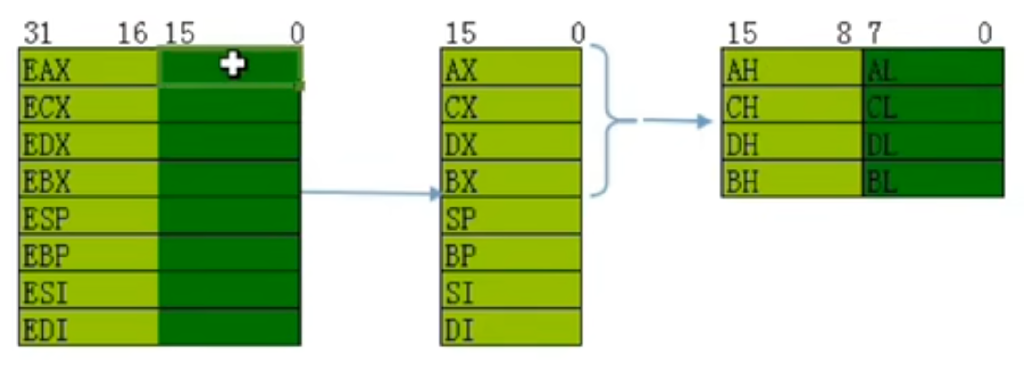 31 16 15 0 15 0 15 8 7 0
EAX AX AH AL
ECX CX CH CL
EDX DX DH DL
EBX BX BH BL
ESP SP
EBP BP
ESI SI
EDI DI